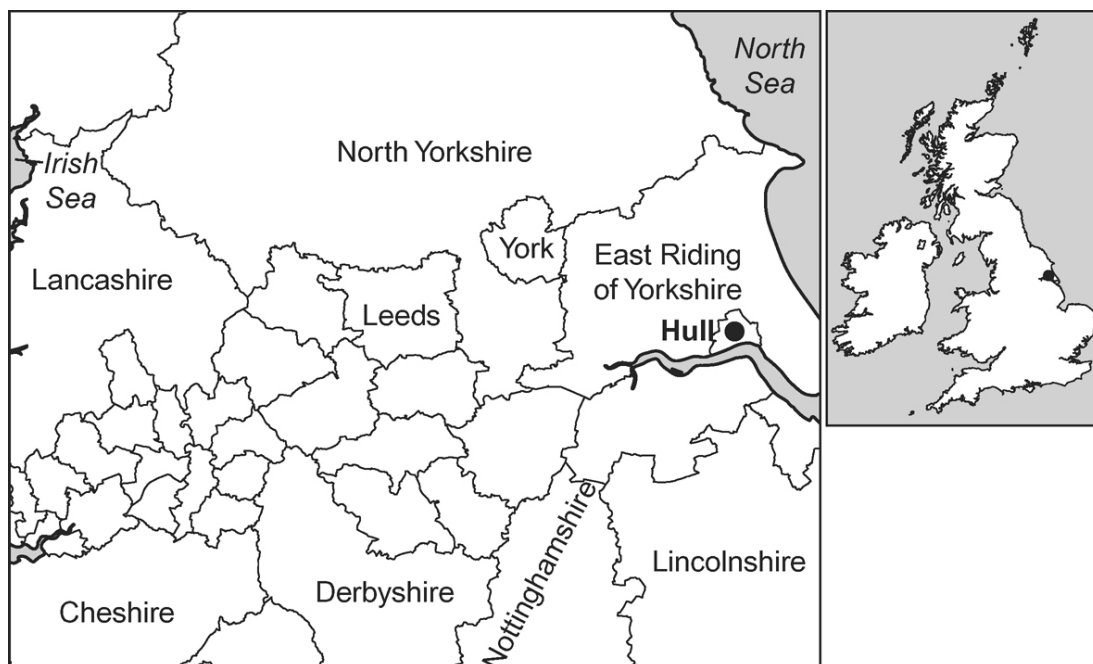 North
Sea
North Yorkshire
Irish
Sea
York
East Riding
of Yorkshire
Lancashire
Leeds
Hull
Nottinghamshire
Lincolnshire
Derbyshire
Cheshire